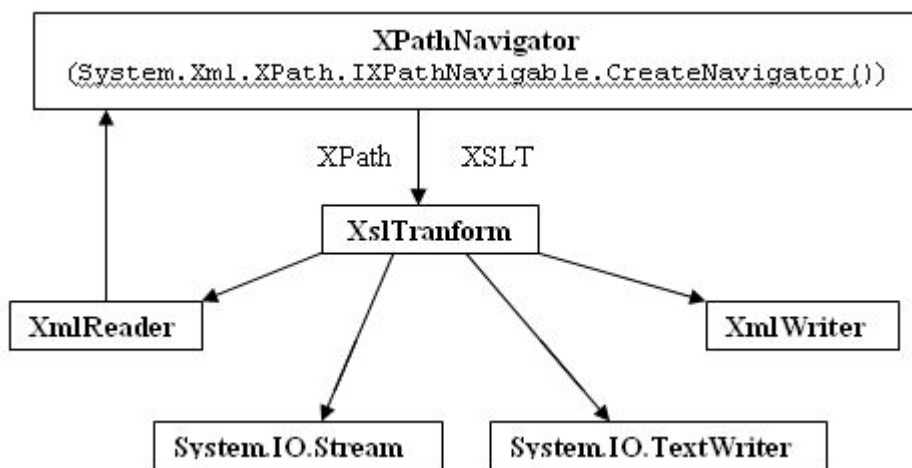 XPathNavigator
(System.Xml.XPath.IXPathNavigable.CreateNavigator())
XPath XSLT
XslTranform
XmlReader XmlWriter
System.IO.Stream System.IO.TextWriter